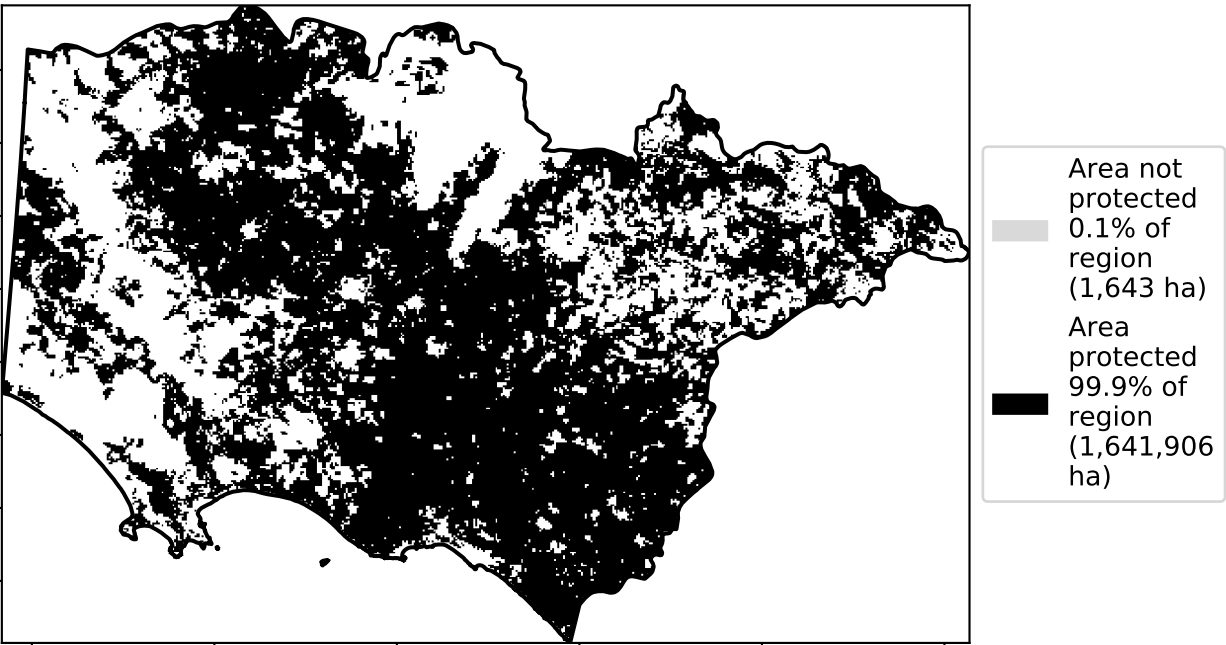 Area not
protected
0.1% of
region
(1,643 ha)
Area
protected
99.9% of
region
(1,641,906
ha)